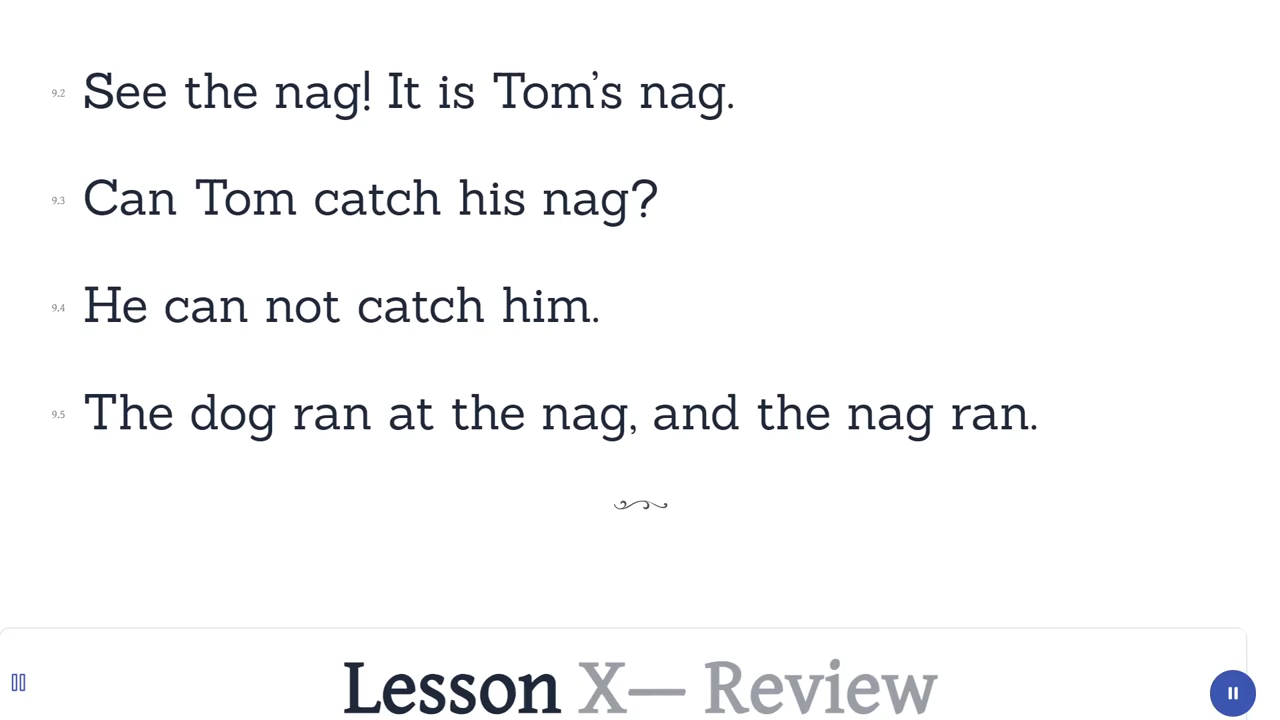 9.2 See the nag! It is Tom’s nag.
9.3 Can Tom catch his nag?
9.4 He can not catch him.
9.5 The dog ran at the nag, and the nag ran.
Lesson X— Review